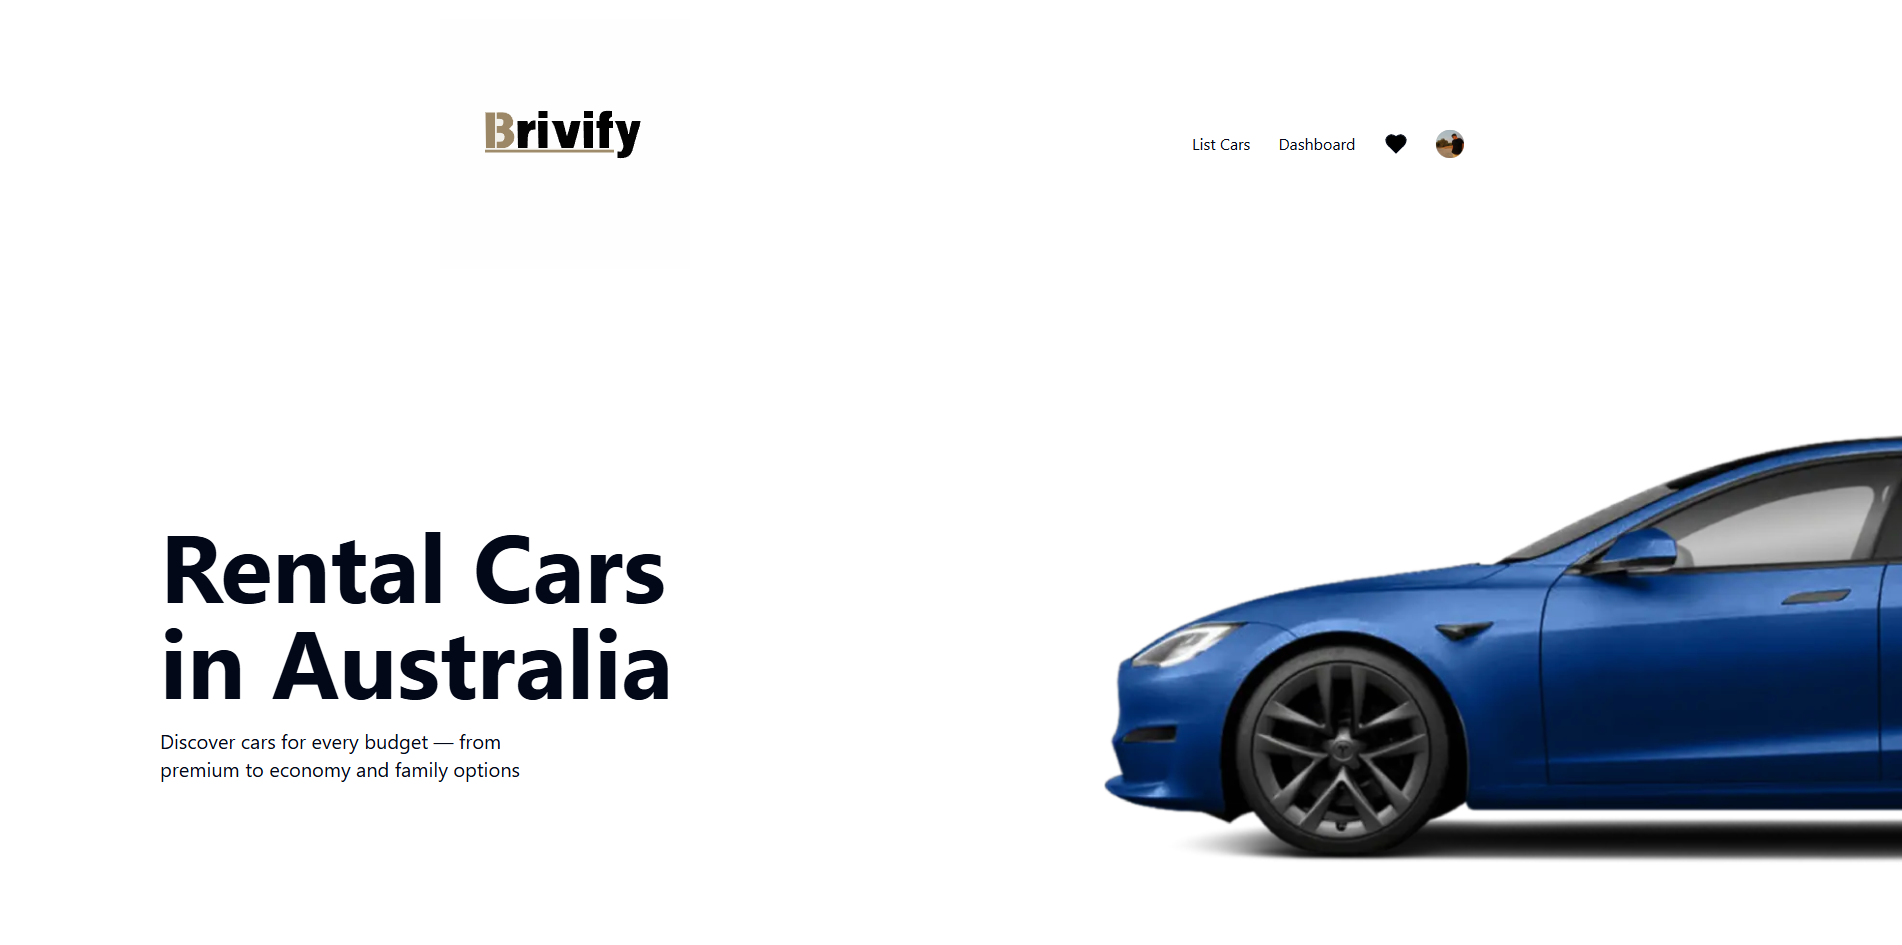 Brivify
List Cars
Dashboard
Rental Cars
in Australia
Discover cars for every budget — from
premium to economy and family options